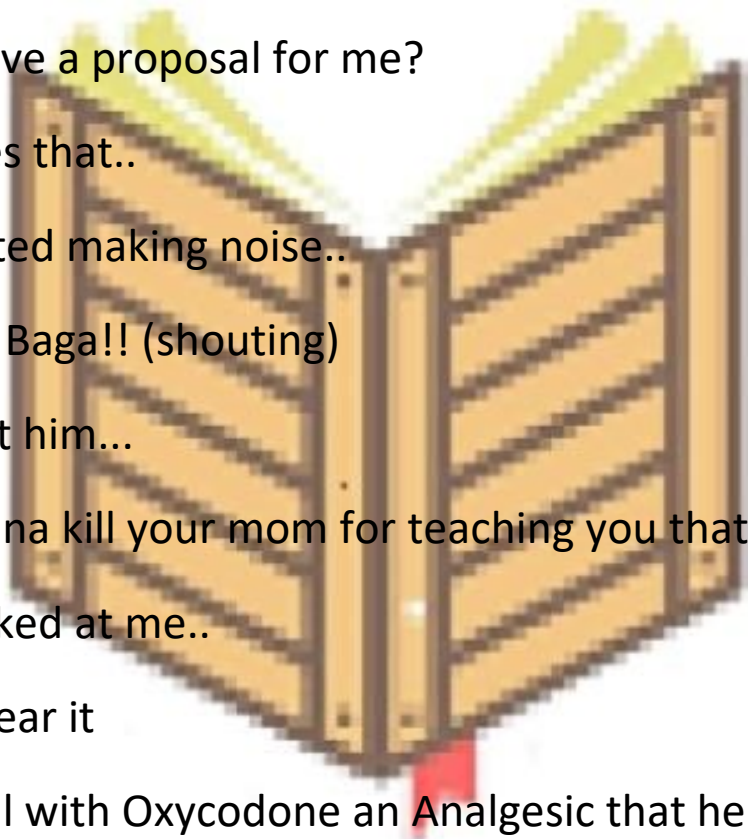 ve a proposal for me?
s that..
ted making noise..
Baga!! (shouting)
t him...
na kill your mom for teaching you that
ked at me..
ear it
l with Oxycodone an Analgesic that he